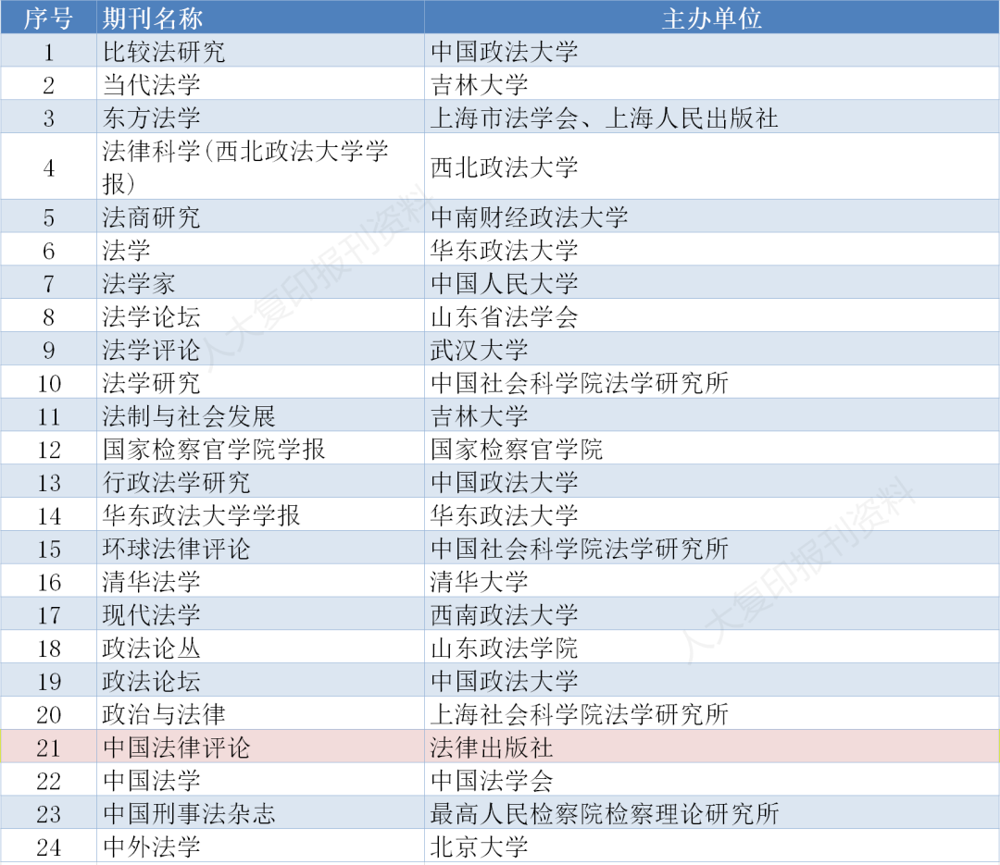 序号 期刊名称 主办单位
1 比较法研究 中国政法大学
2 当代法学 吉林大学
3 东方法学 上海市法学会、上海人民出版社
4 法律科学(西北政法大学学
报) 西北政法大学
5 法商研究 中南财经政法大学
6 法学 华东政法大学
7 法学家 中国人民大学
8 法学论坛 山东省法学会
9 法学评论 武汉大学
10 法学研究 中国社会科学院法学研究所
11 法制与社会发展 吉林大学
12 国家检察官学院学报 国家检察官学院
13 行政法学研究 中国政法大学
14 华东政法大学学报 华东政法大学
15 环球法律评论 中国社会科学院法学研究所
16 清华法学 清华大学
17 现代法学 西南政法大学
18 政法论丛 山东政法学院
19 政法论坛 中国政法大学
20 政治与法律 上海社会科学院法学研究所
21 中国法律评论 法律出版社
22 中国法学 中国法学会
23 中国刑事法杂志 最高人民检察院检察理论研究所
24 中外法学 北京大学
人大复印报刊资料
人大复印报刊资料